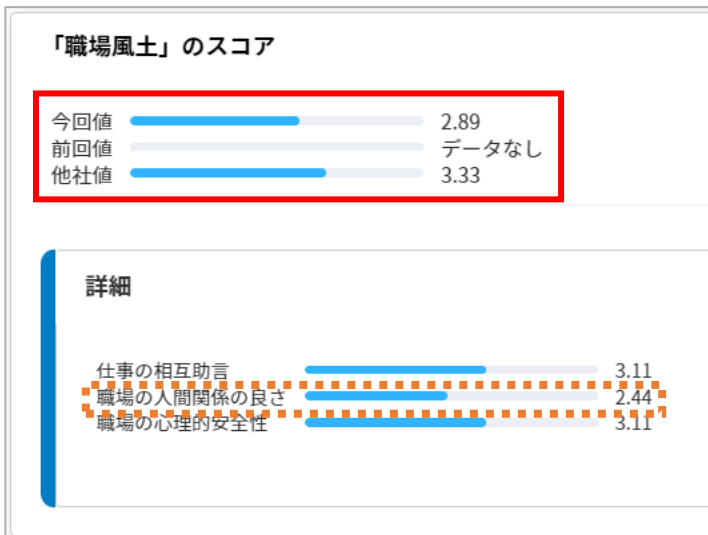 「職場風土」のスコア
今回値 2.89
前回値 データなし
他社値 3.33
詳細
仕事の相互助言 3.11
職場の人間関係の良さ 2.44
職場の心理的安全性 3.11